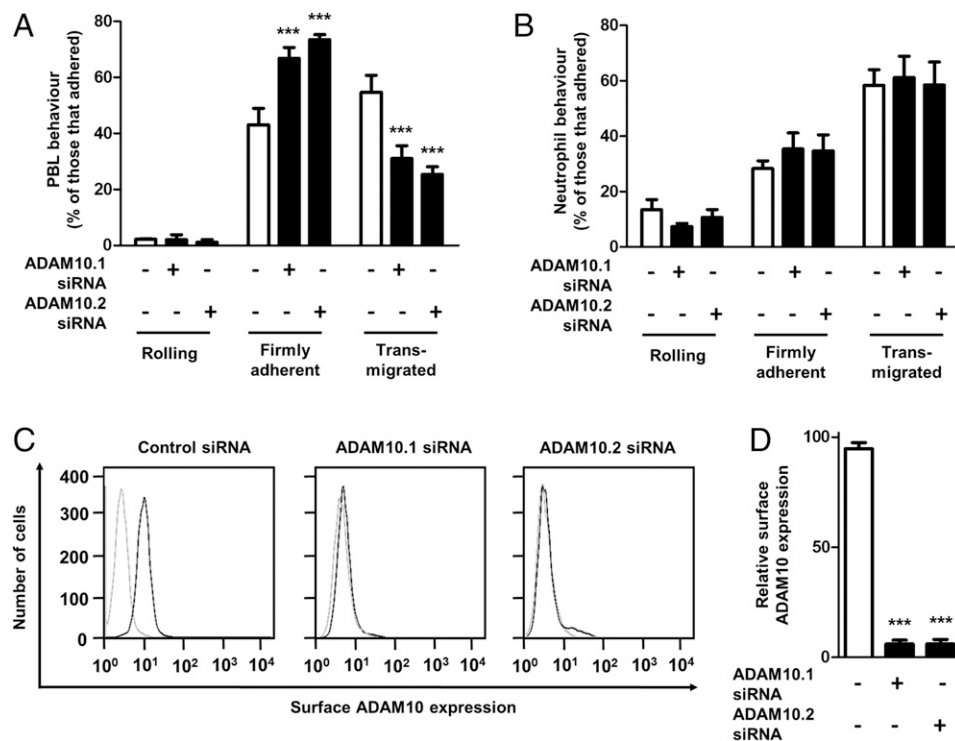 A
PBL behaviour
(% of those that adhered)
80
60
40
20
0
*** ***
*** ***
ADAM10.1 siRNA - + - - + - - + -
ADAM10.2 siRNA - - + - - + - - +
Rolling
Firmly adherent
Trans-migrated
B
Neutrophil behaviour
(% of those that adhered)
80
60
40
20
0
ADAM10.1 siRNA - + - - + - - + -
ADAM10.2 siRNA - - + - - + - - +
Rolling
Firmly adherent
Trans-migrated
C
Control siRNA
ADAM10.1 siRNA
ADAM10.2 siRNA
Number of cells
400
300
200
100
0
10⁰ 10¹ 10² 10³ 10⁴
10⁰ 10¹ 10² 10³ 10⁴
10⁰ 10¹ 10² 10³ 10⁴
Surface ADAM10 expression
D
Relative surface
ADAM10 expression
100
50
0
*** ***
ADAM10.1 siRNA - + -
ADAM10.2 siRNA - - +